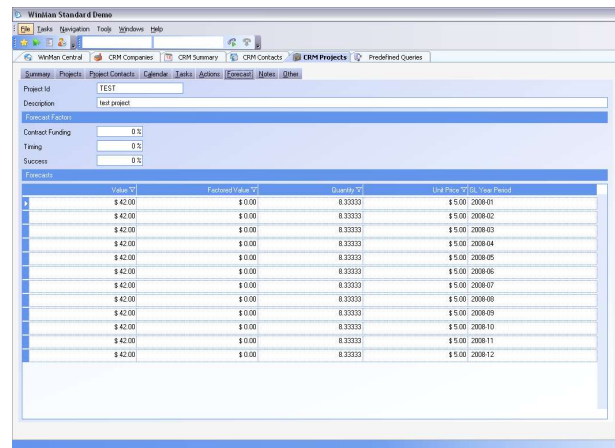 WinMan Standard Demo
File Tasks Navigation Tools Windows Help
WinMan Central CRM Companies CRM Summary CRM Contacts CRM Projects Predefined Queries
Summary Projects Project Contacts Calendar Tasks Actions Forecast Notes Other
Project Id TEST
Description test project
Forecast Factors
Contract Funding 0 %
Timing 0 %
Success 0 %
Forecasts
Value Factored Value Quantity Unit Price GL Year Period
$ 42.00 $ 0.00 8.33333 $ 5.00 2008-01
$ 42.00 $ 0.00 8.33333 $ 5.00 2008-02
$ 42.00 $ 0.00 8.33333 $ 5.00 2008-03
$ 42.00 $ 0.00 8.33333 $ 5.00 2008-04
$ 42.00 $ 0.00 8.33333 $ 5.00 2008-05
$ 42.00 $ 0.00 8.33333 $ 5.00 2008-06
$ 42.00 $ 0.00 8.33333 $ 5.00 2008-07
$ 42.00 $ 0.00 8.33333 $ 5.00 2008-08
$ 42.00 $ 0.00 8.33333 $ 5.00 2008-09
$ 42.00 $ 0.00 8.33333 $ 5.00 2008-10
$ 42.00 $ 0.00 8.33333 $ 5.00 2008-11
$ 42.00 $ 0.00 8.33333 $ 5.00 2008-12